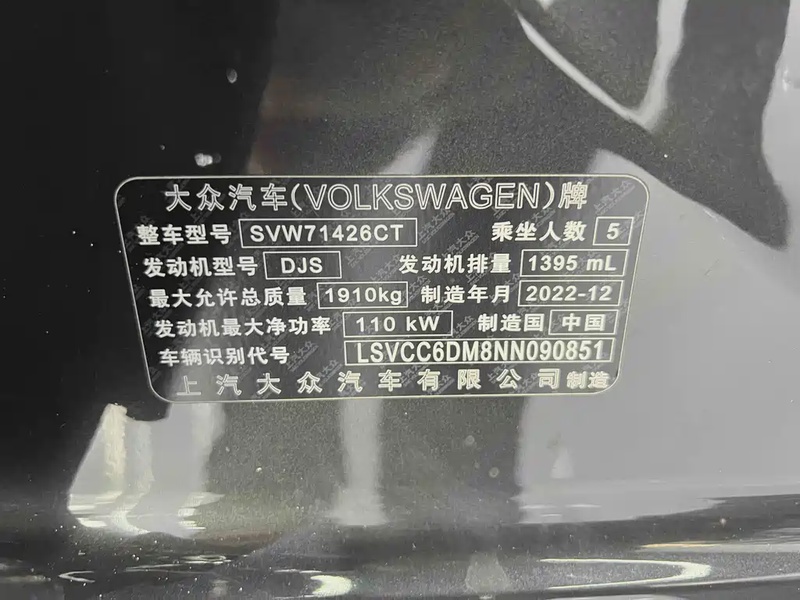 大众汽车(VOLKSWAGEN)牌
整车型号 SVW71426CT 乘坐人数 5
发动机型号 DJS 发动机排量 1395 mL
最大允许总质量 1910kg 制造年月 2022-12
发动机最大净功率 110 kW 制造国 中国
车辆识别代号 LSVCC6DM8NN090851
上汽大众汽车有限公司制造